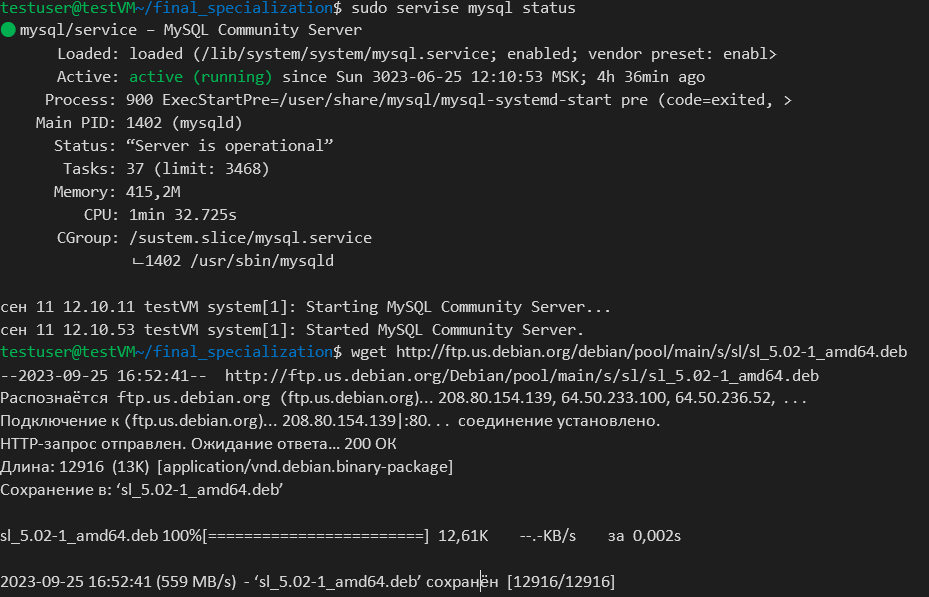 testuser@testVM~/final_specialization$ sudo servise mysql status
mysql/service – MySQL Community Server
Loaded: loaded (/lib/system/system/mysql.service; enabled; vendor preset: enabl>
Active: active (running) since Sun 3023-06-25 12:10:53 MSK; 4h 36min ago
Process: 900 ExecStartPre=/user/share/mysql/mysql-systemd-start pre (code=exited, >
Main PID: 1402 (mysqld)
Status: “Server is operational”
Tasks: 37 (limit: 3468)
Memory: 415,2M
CPU: 1min 32.725s
CGroup: /sustem.slice/mysql.service
∟1402 /usr/sbin/mysqld
сен 11 12.10.11 testVM system[1]: Starting MySQL Community Server...
сен 11 12.10.53 testVM system[1]: Started MySQL Community Server.
testuser@testVM~/final_specialization$ wget http://ftp.us.debian.org/debian/pool/main/s/sl/sl_5.02-1_amd64.deb
--2023-09-25 16:52:41-- http://ftp.us.debian.org/Debian/pool/main/s/sl/sl_5.02-1_amd64.deb
Распознаётся ftp.us.debian.org (ftp.us.debian.org)... 208.80.154.139, 64.50.233.100, 64.50.236.52, ...
Подключение к (ftp.us.debian.org)... 208.80.154.139|:80... соединение установлено.
HTTP-запрос отправлен. Ожидание ответа... 200 ОК
Длина: 12916 (13K) [application/vnd.debian.binary-package]
Сохранение в: ‘sl_5.02-1_amd64.deb’
sl_5.02-1_amd64.deb 100%[========================] 12,61K --.-KB/s за 0,002s
2023-09-25 16:52:41 (559 MB/s) - ‘sl_5.02-1_amd64.deb’ сохранён [12916/12916]